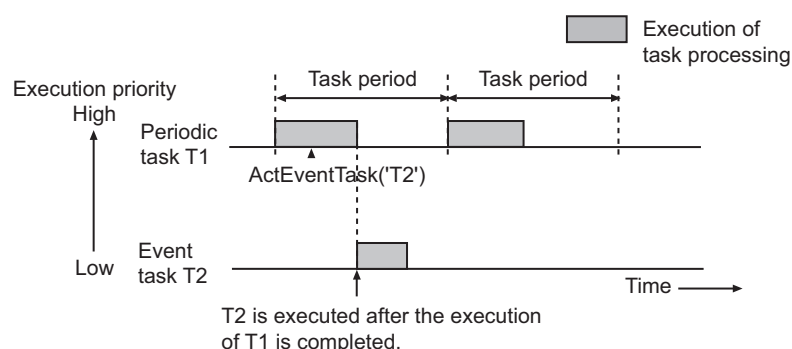 Execution of
task processing
Task period
Task period
Execution priority
High
Periodic
task T1
ActEventTask('T2')
Event
task T2
Low
Time
T2 is executed after the execution
of T1 is completed.